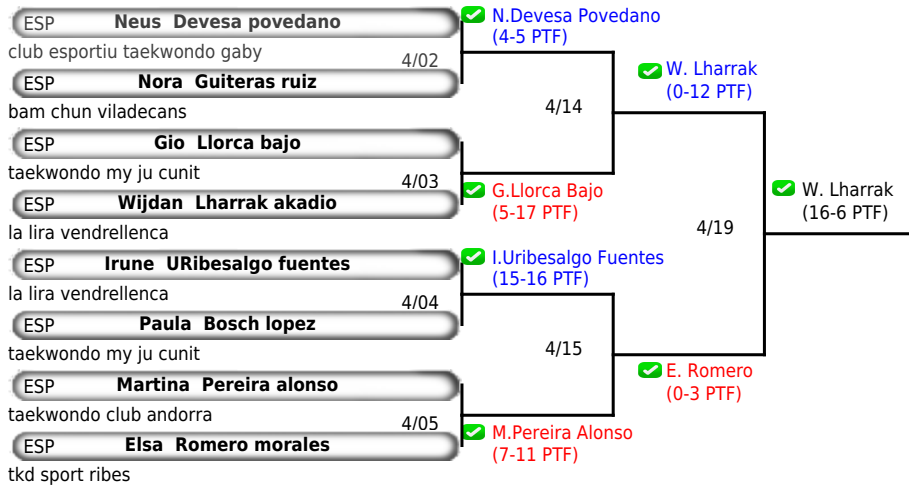 ESP Neus Devesa povedano
club esportiu taekwondo gaby
4/02
ESP Nora Guiteras ruiz
bam chun viladecans
ESP Gio Llorca bajo
taekwondo my ju cunit
4/03
ESP Wijdan Lharrak akadio
la lira vendrellenca
ESP Irune URibesalgo fuentes
la lira vendrellenca
4/04
ESP Paula Bosch lopez
taekwondo my ju cunit
ESP Martina Pereira alonso
taekwondo club andorra
4/05
ESP Elsa Romero morales
tkd sport ribes
N.Devesa Povedano
(4-5 PTF)
4/14
G.Llorca Bajo
(5-17 PTF)
I.Uribesalgo Fuentes
(15-16 PTF)
4/15
M.Pereira Alonso
(7-11 PTF)
W. Lharrak
(0-12 PTF)
4/19
E. Romero
(0-3 PTF)
W. Lharrak
(16-6 PTF)